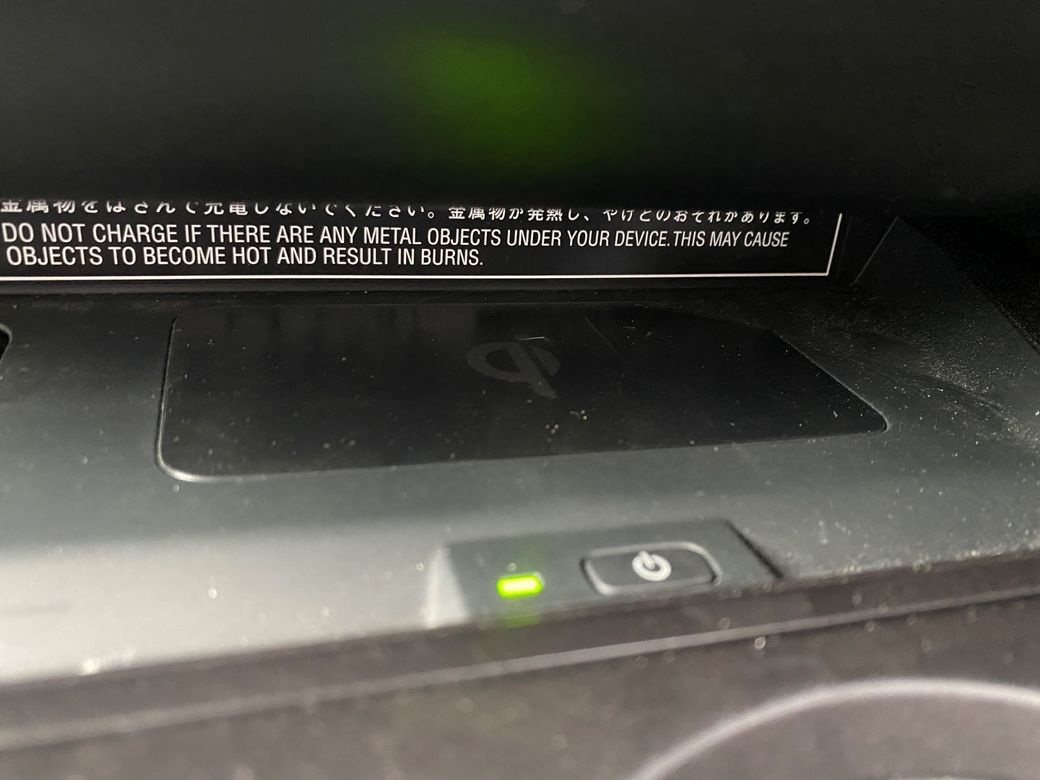 金属物をはさんで充電しないでください。金属物が発熱し、やけどのおそれがあります。
DO NOT CHARGE IF THERE ARE ANY METAL OBJECTS UNDER YOUR DEVICE. THIS MAY CAUSE
OBJECTS TO BECOME HOT AND RESULT IN BURNS.